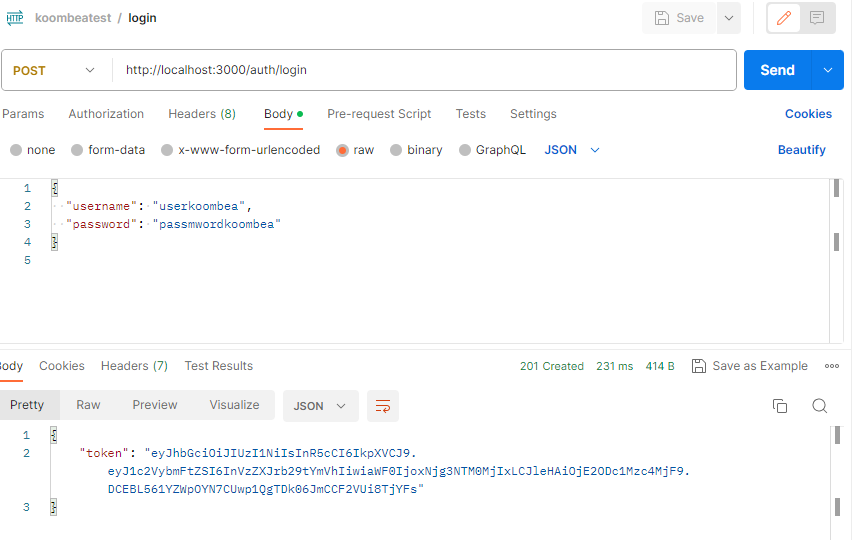 HTTP koombeatest / login Save
POST http://localhost:3000/auth/login Send
Params Authorization Headers (8) Body Pre-request Script Tests Settings Cookies
none form-data x-www-form-urlencoded raw binary GraphQL JSON Beautify
1 {
2 "username": "userkoombea",
3 "password": "passmwordkoombea"
4 }
5
Body Cookies Headers (7) Test Results 201 Created 231 ms 414 B Save as Example
Pretty Raw Preview Visualize JSON
1 {
2 "token": "eyJhbGciOiJIUzI1NiIsInR5cCI6IkpXVCJ9.
eyJ1c2VybmFtZSI6InVzZXJrb29tYmVhIiwiaWF0IjoxNjg3NTM0MjIxLCJleHAiOjE2ODc1Mzc4MjF9.
DCEBL561YZWpOYN7CUwp1QgTDk06JmCCF2VUi8TjYFs"
3 }